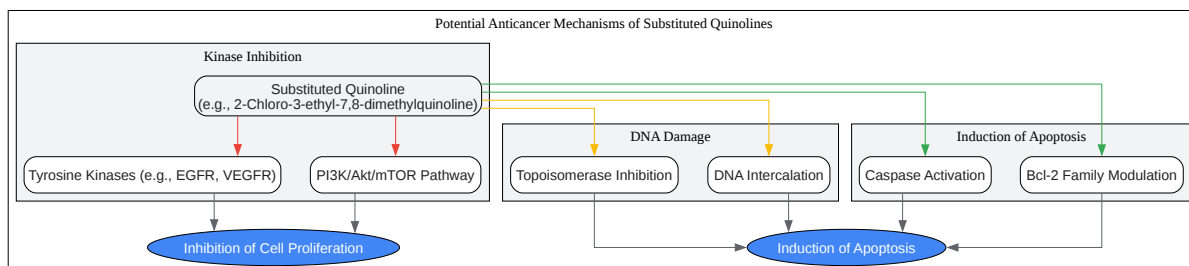 Potential Anticancer Mechanisms of Substituted Quinolines
Kinase Inhibition
Substituted Quinoline
(e.g., 2-Chloro-3-ethyl-7,8-dimethylquinoline)
DNA Damage
Induction of Apoptosis
Tyrosine Kinases (e.g., EGFR, VEGFR)
PI3K/Akt/mTOR Pathway
Topoisomerase Inhibition
DNA Intercalation
Caspase Activation
Bcl-2 Family Modulation
Inhibition of Cell Proliferation
Induction of Apoptosis